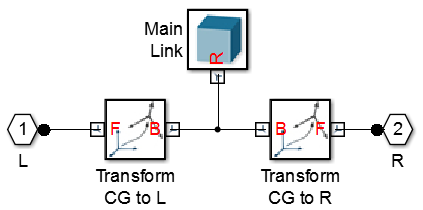 Main
Link
R
1
F
B
B
F
2
L
Transform
CG to L
Transform
CG to R
R